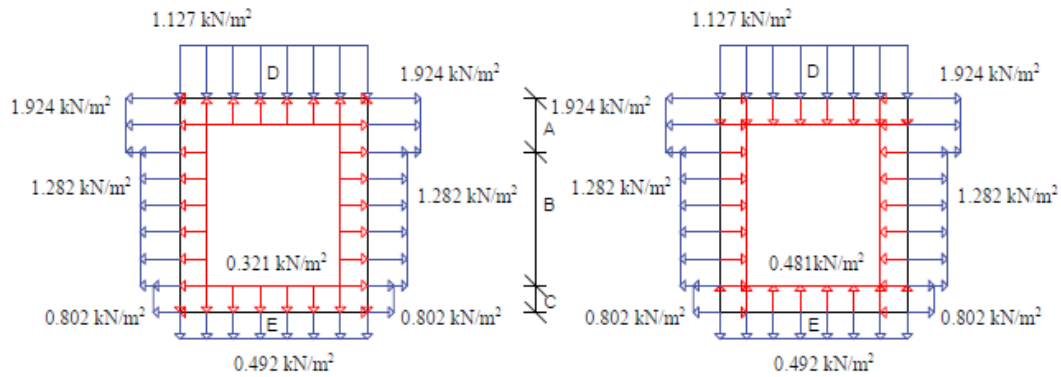 1.127 kN/m²
D
1.924 kN/m²
1.924 kN/m²
1.282 kN/m²
1.282 kN/m²
0.321 kN/m²
0.802 kN/m²
0.802 kN/m²
E
0.492 kN/m²
A
B
C
1.127 kN/m²
D
1.924 kN/m²
1.924 kN/m²
1.282 kN/m²
1.282 kN/m²
0.481kN/m²
0.802 kN/m²
0.802 kN/m²
E
0.492 kN/m²